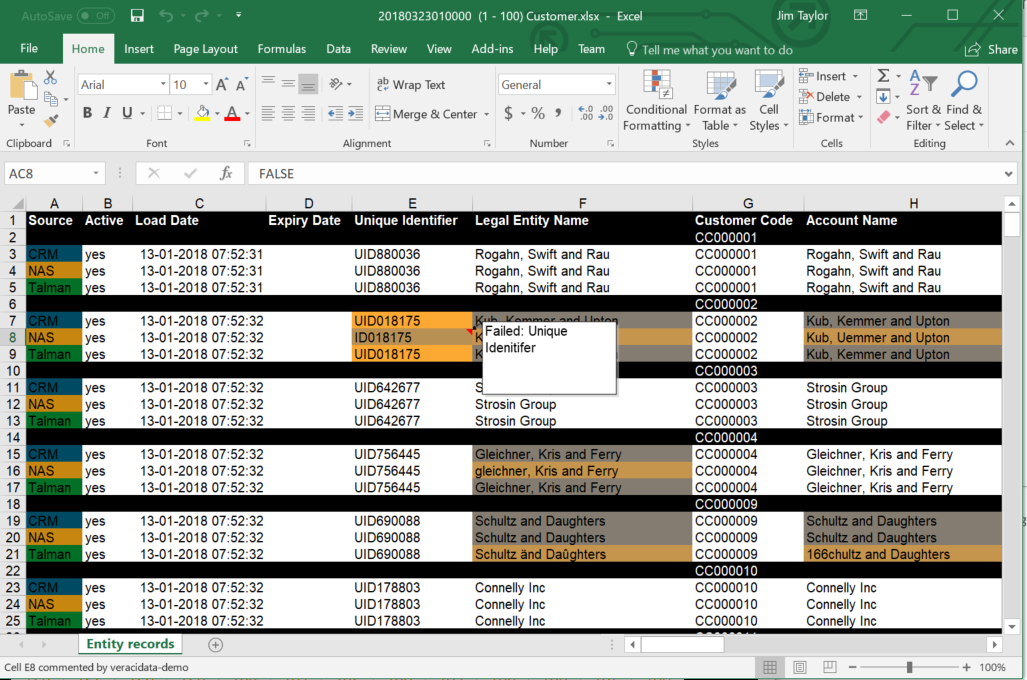 AutoSave Off 20180323010000 (1 - 100) Customer.xlsx - Excel Jim Taylor
File Home Insert Page Layout Formulas Data Review View Add-ins Help Team Tell me what you want to do Share
Paste Arial 10 A A Wrap Text General Conditional Formatting Format as Table Cell Styles Insert Sort & Filter Find & Select
B I U A Merge & Center $ % , Delete
Format
Clipboard Font Alignment Number Styles Cells Editing
AC8 fx FALSE
A B C D E F G H
1 Source Active Load Date Expiry Date Unique Identifier Legal Entity Name Customer Code Account Name
2 CC000001
3 CRM yes 13-01-2018 07:52:31 UID880036 Rogahn, Swift and Rau CC000001 Rogahn, Swift and Rau
4 NAS yes 13-01-2018 07:52:31 UID880036 Rogahn, Swift and Rau CC000001 Rogahn, Swift and Rau
5 Talman yes 13-01-2018 07:52:31 UID880036 Rogahn, Swift and Rau CC000001 Rogahn, Swift and Rau
6 CC000002
7 CRM yes 13-01-2018 07:52:32 UID018175 Kub, Kemmer and Upton CC000002 Kub, Kemmer and Upton
8 NAS yes 13-01-2018 07:52:32 ID018175 K CC000002 Kub, Uemmer and Upton
9 Talman yes 13-01-2018 07:52:32 UID018175 K CC000002 Kub, Kemmer and Upton
Failed: Unique
Idenitifer
10 CC000003
11 CRM yes 13-01-2018 07:52:32 UID642677 S CC000003 Strosin Group
12 NAS yes 13-01-2018 07:52:32 UID642677 Strosin Group CC000003 Strosin Group
13 Talman yes 13-01-2018 07:52:32 UID642677 Strosin Group CC000003 Strosin Group
14 CC000004
15 CRM yes 13-01-2018 07:52:32 UID756445 Gleichner, Kris and Ferry CC000004 Gleichner, Kris and Ferry
16 NAS yes 13-01-2018 07:52:32 UID756445 gleichner, Kris and Ferry CC000004 Gleichner, Kris and Ferry
17 Talman yes 13-01-2018 07:52:32 UID756445 Gleichner, Kris and Ferry CC000004 Gleichner, Kris and Ferry
18 CC000009
19 CRM yes 13-01-2018 07:52:32 UID690088 Schultz and Daughters CC000009 Schultz and Daughters
20 NAS yes 13-01-2018 07:52:32 UID690088 Schultz and Daughters CC000009 Schultz and Daughters
21 Talman yes 13-01-2018 07:52:32 UID690088 Schultz änd Daûghters CC000009 166chultz and Daughters
22 CC000010
23 CRM yes 13-01-2018 07:52:32 UID178803 Connelly Inc CC000010 Connelly Inc
24 NAS yes 13-01-2018 07:52:32 UID178803 Connelly Inc CC000010 Connelly Inc
25 Talman yes 13-01-2018 07:52:32 UID178803 Connelly Inc CC000010 Connelly Inc
Entity records
Cell E8 commented by veracidata-demo 100%